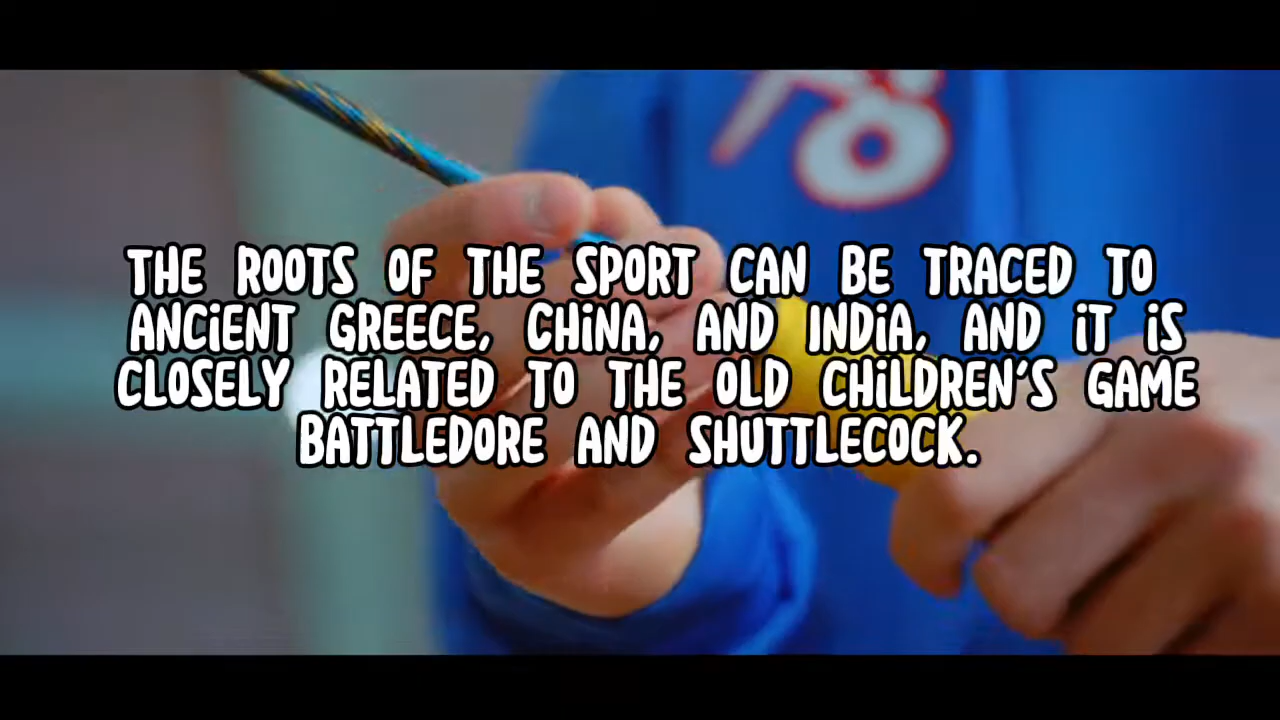 THE ROOTS OF THE SPORT CAN BE TRACED TO
ANCIENT GREECE, CHINA, AND INDIA, AND IT IS
CLOSELY RELATED TO THE OLD CHILDREN'S GAME
BATTLEDORE AND SHUTTLECOCK.